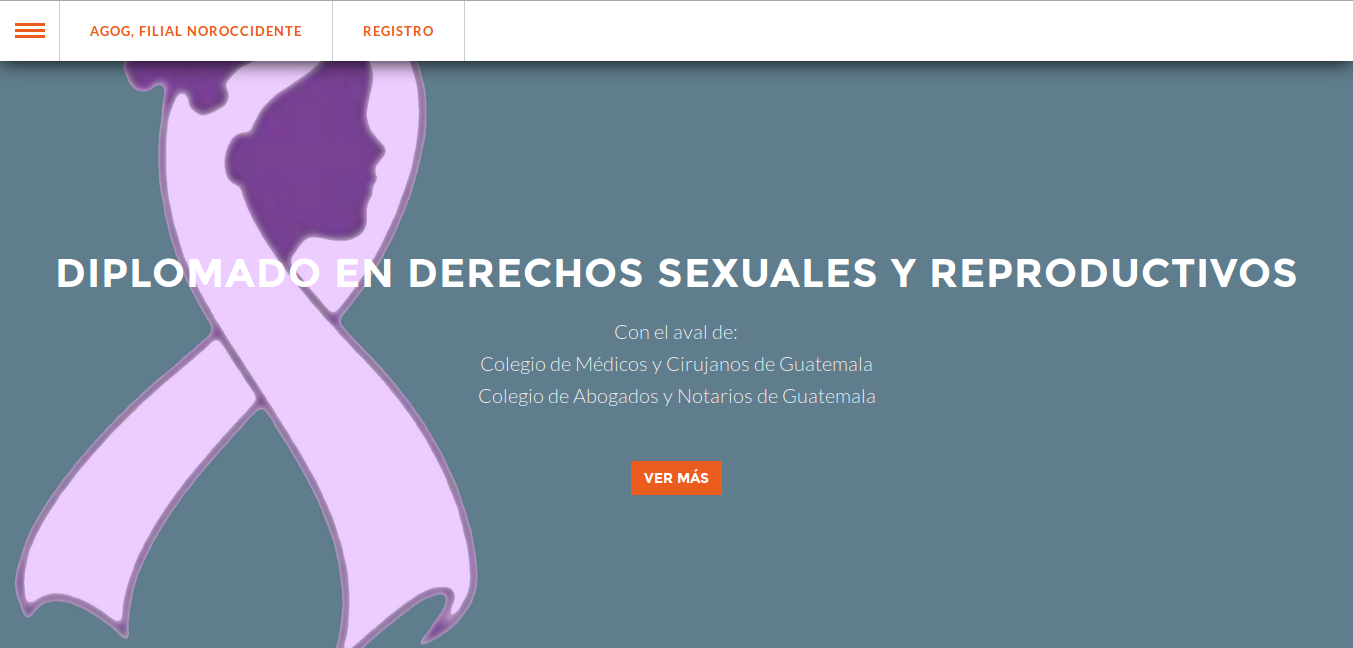 AGOG, FILIAL NOROCCIDENTE
REGISTRO
DIPLOMADO EN DERECHOS SEXUALES Y REPRODUCTIVOS
Con el aval de:
Colegio de Médicos y Cirujanos de Guatemala
Colegio de Abogados y Notarios de Guatemala
VER MÁS